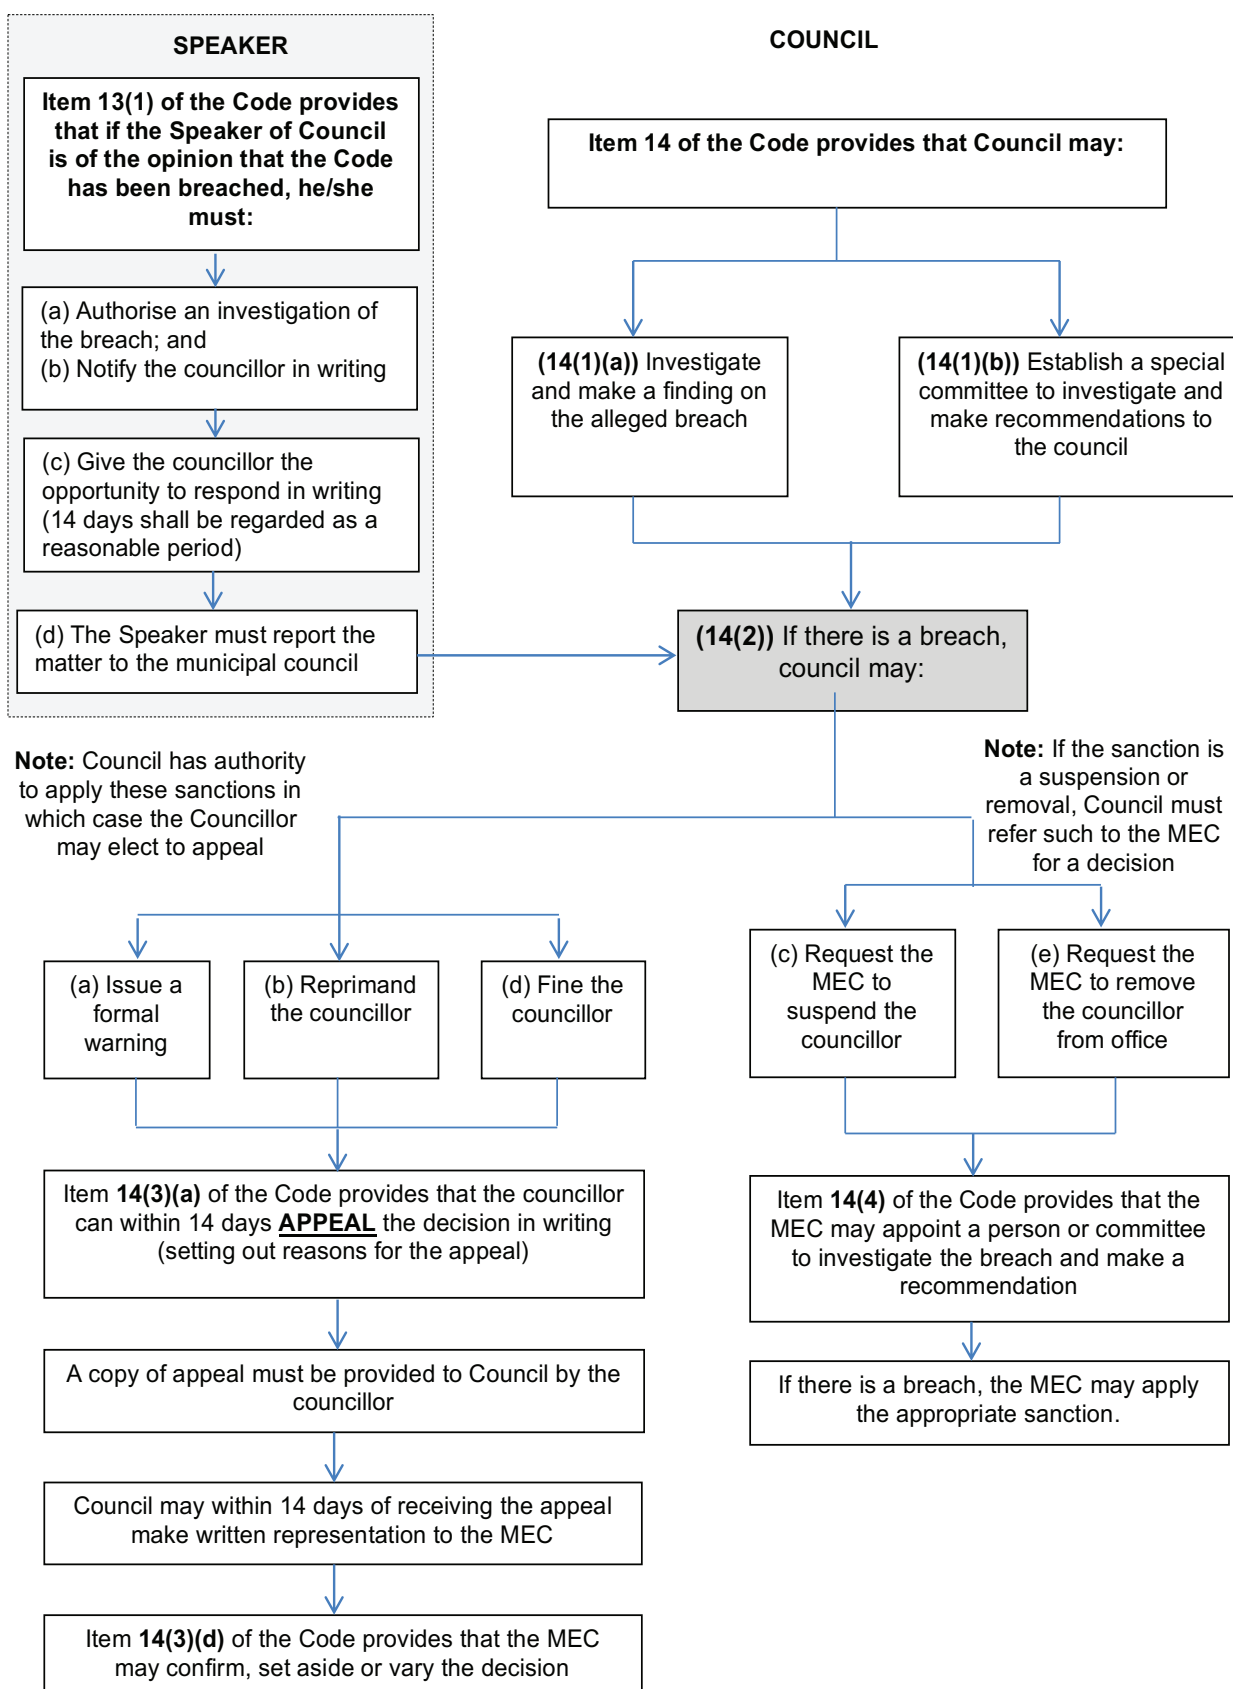 SPEAKER
Item 13(1) of the Code provides
that if the Speaker of Council
is of the opinion that the Code
has been breached, he/she
must:
(a) Authorise an investigation of
the breach; and
(b) Notify the councillor in writing
(c) Give the councillor the
opportunity to respond in writing
(14 days shall be regarded as a
reasonable period)
(d) The Speaker must report the
matter to the municipal council
COUNCIL
Item 14 of the Code provides that Council may:
(14(1)(a)) Investigate
and make a finding on
the alleged breach
(14(1)(b)) Establish a special
committee to investigate and
make recommendations to
the council
(14(2)) If there is a breach,
council may:
Note: Council has authority
to apply these sanctions in
which case the Councillor
may elect to appeal
Note: If the sanction is
a suspension or
removal, Council must
refer such to the MEC
for a decision
(a) Issue a
formal
warning
(b) Reprimand
the councillor
(d) Fine the
councillor
(c) Request the
MEC to
suspend the
councillor
(e) Request the
MEC to remove
the councillor
from office
Item 14(3)(a) of the Code provides that the councillor
can within 14 days APPEAL the decision in writing
(setting out reasons for the appeal)
A copy of appeal must be provided to Council by the
councillor
Council may within 14 days of receiving the appeal
make written representation to the MEC
Item 14(3)(d) of the Code provides that the MEC
may confirm, set aside or vary the decision
Item 14(4) of the Code provides that the
MEC may appoint a person or committee
to investigate the breach and make a
recommendation
If there is a breach, the MEC may apply
the appropriate sanction.